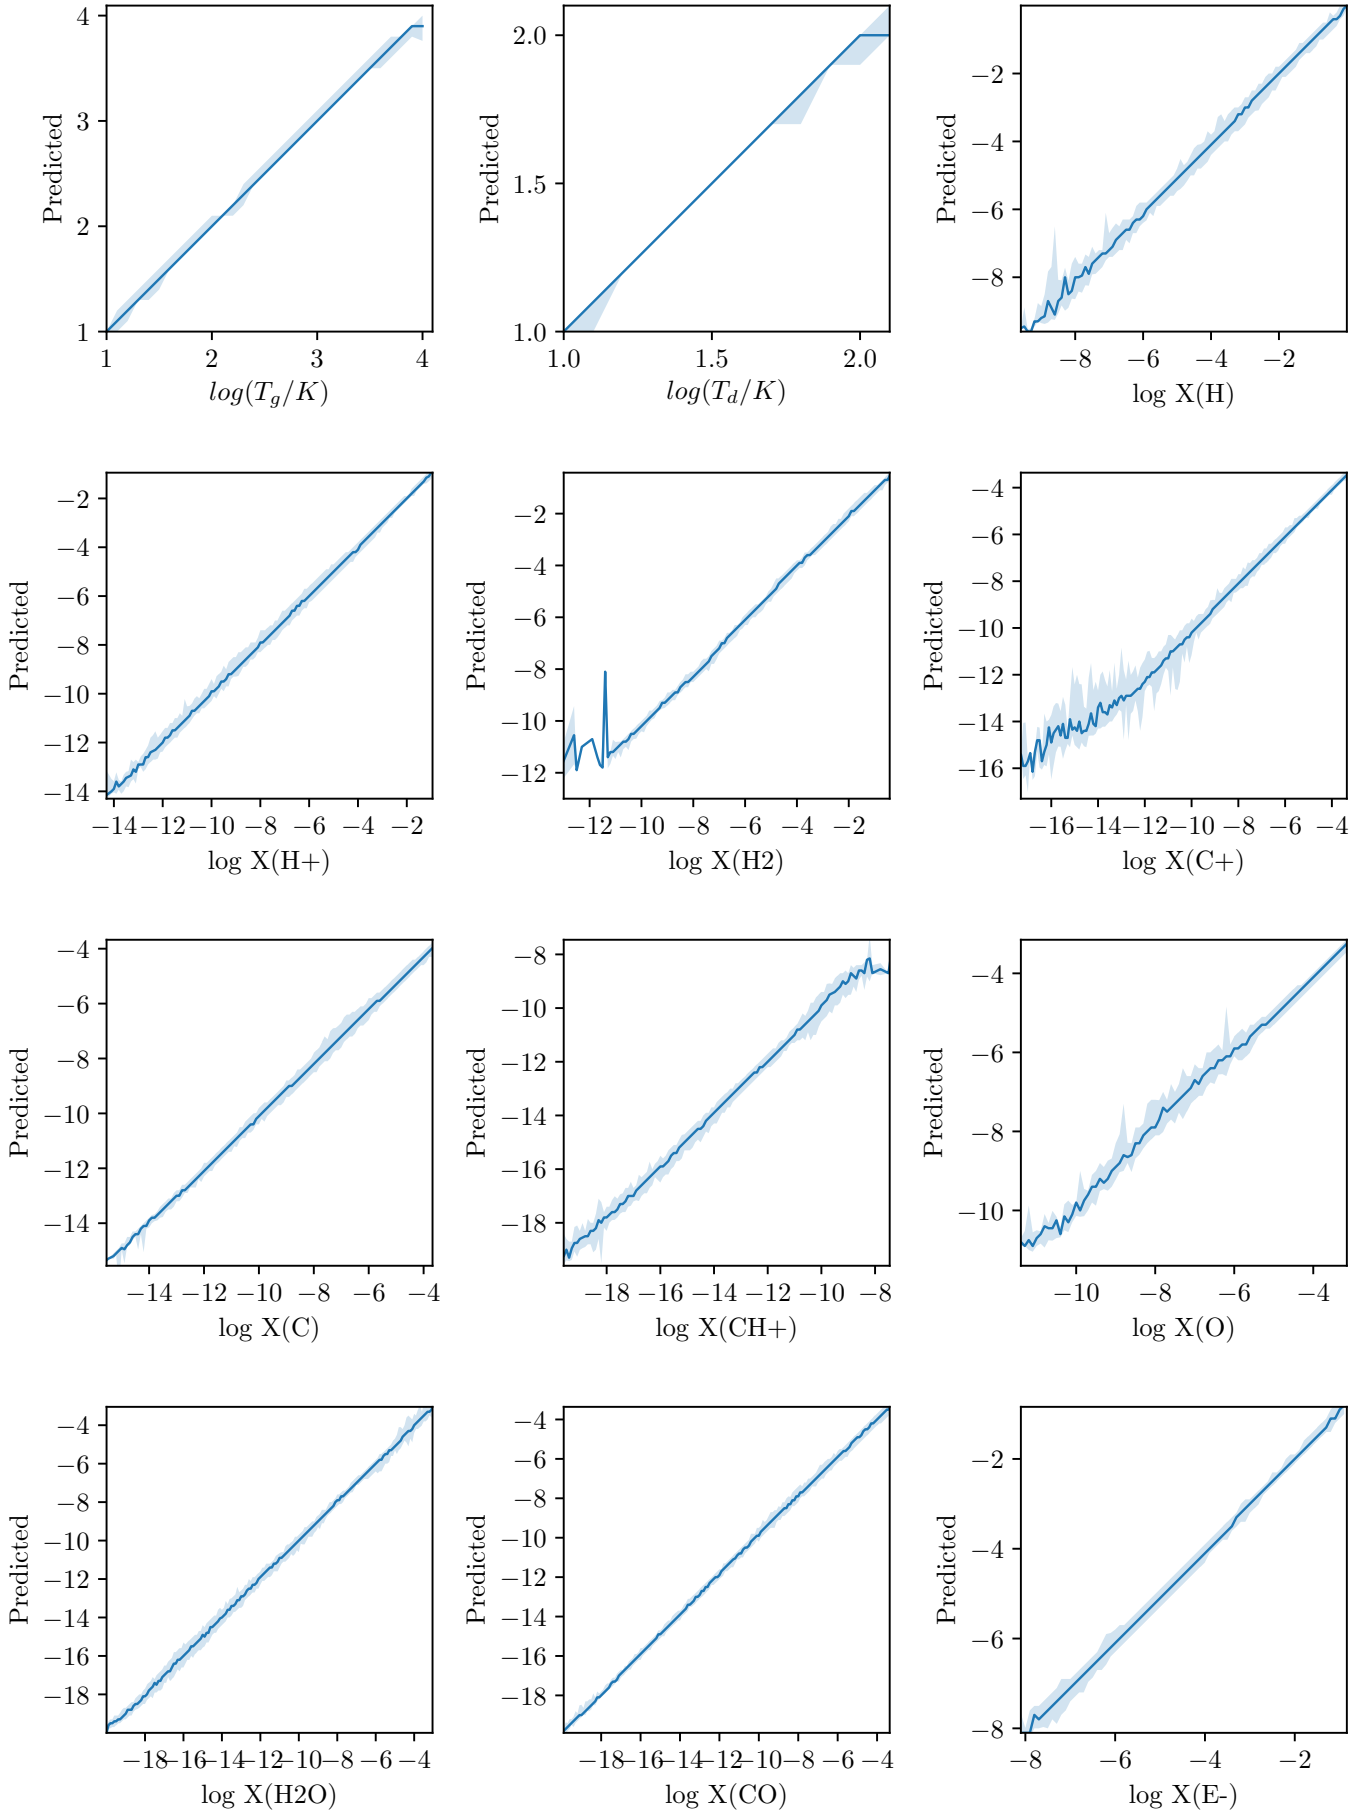 4
3
2
1
Predicted
1 2 3 4
log(T_g/K)
2.0
1.5
1.0
Predicted
1.0 1.5 2.0
log(T_d/K)
−2
−4
−6
−8
Predicted
−8 −6 −4 −2
log X(H)
−2
−4
−6
−8
−10
−12
−14
Predicted
−14 −12 −10 −8 −6 −4 −2
log X(H+)
−2
−4
−6
−8
−10
−12
Predicted
−12 −10 −8 −6 −4 −2
log X(H2)
−4
−6
−8
−10
−12
−14
−16
Predicted
−16 −14 −12 −10 −8 −6 −4
log X(C+)
−4
−6
−8
−10
−12
−14
Predicted
−14 −12 −10 −8 −6 −4
log X(C)
−8
−10
−12
−14
−16
−18
Predicted
−18 −16 −14 −12 −10 −8
log X(CH+)
−4
−6
−8
−10
Predicted
−10 −8 −6 −4
log X(O)
−4
−6
−8
−10
−12
−14
−16
−18
Predicted
−18 −16 −14 −12 −10 −8 −6 −4
log X(H2O)
−4
−6
−8
−10
−12
−14
−16
−18
Predicted
−18 −16 −14 −12 −10 −8 −6 −4
log X(CO)
−2
−4
−6
−8
Predicted
−8 −6 −4 −2
log X(E-)